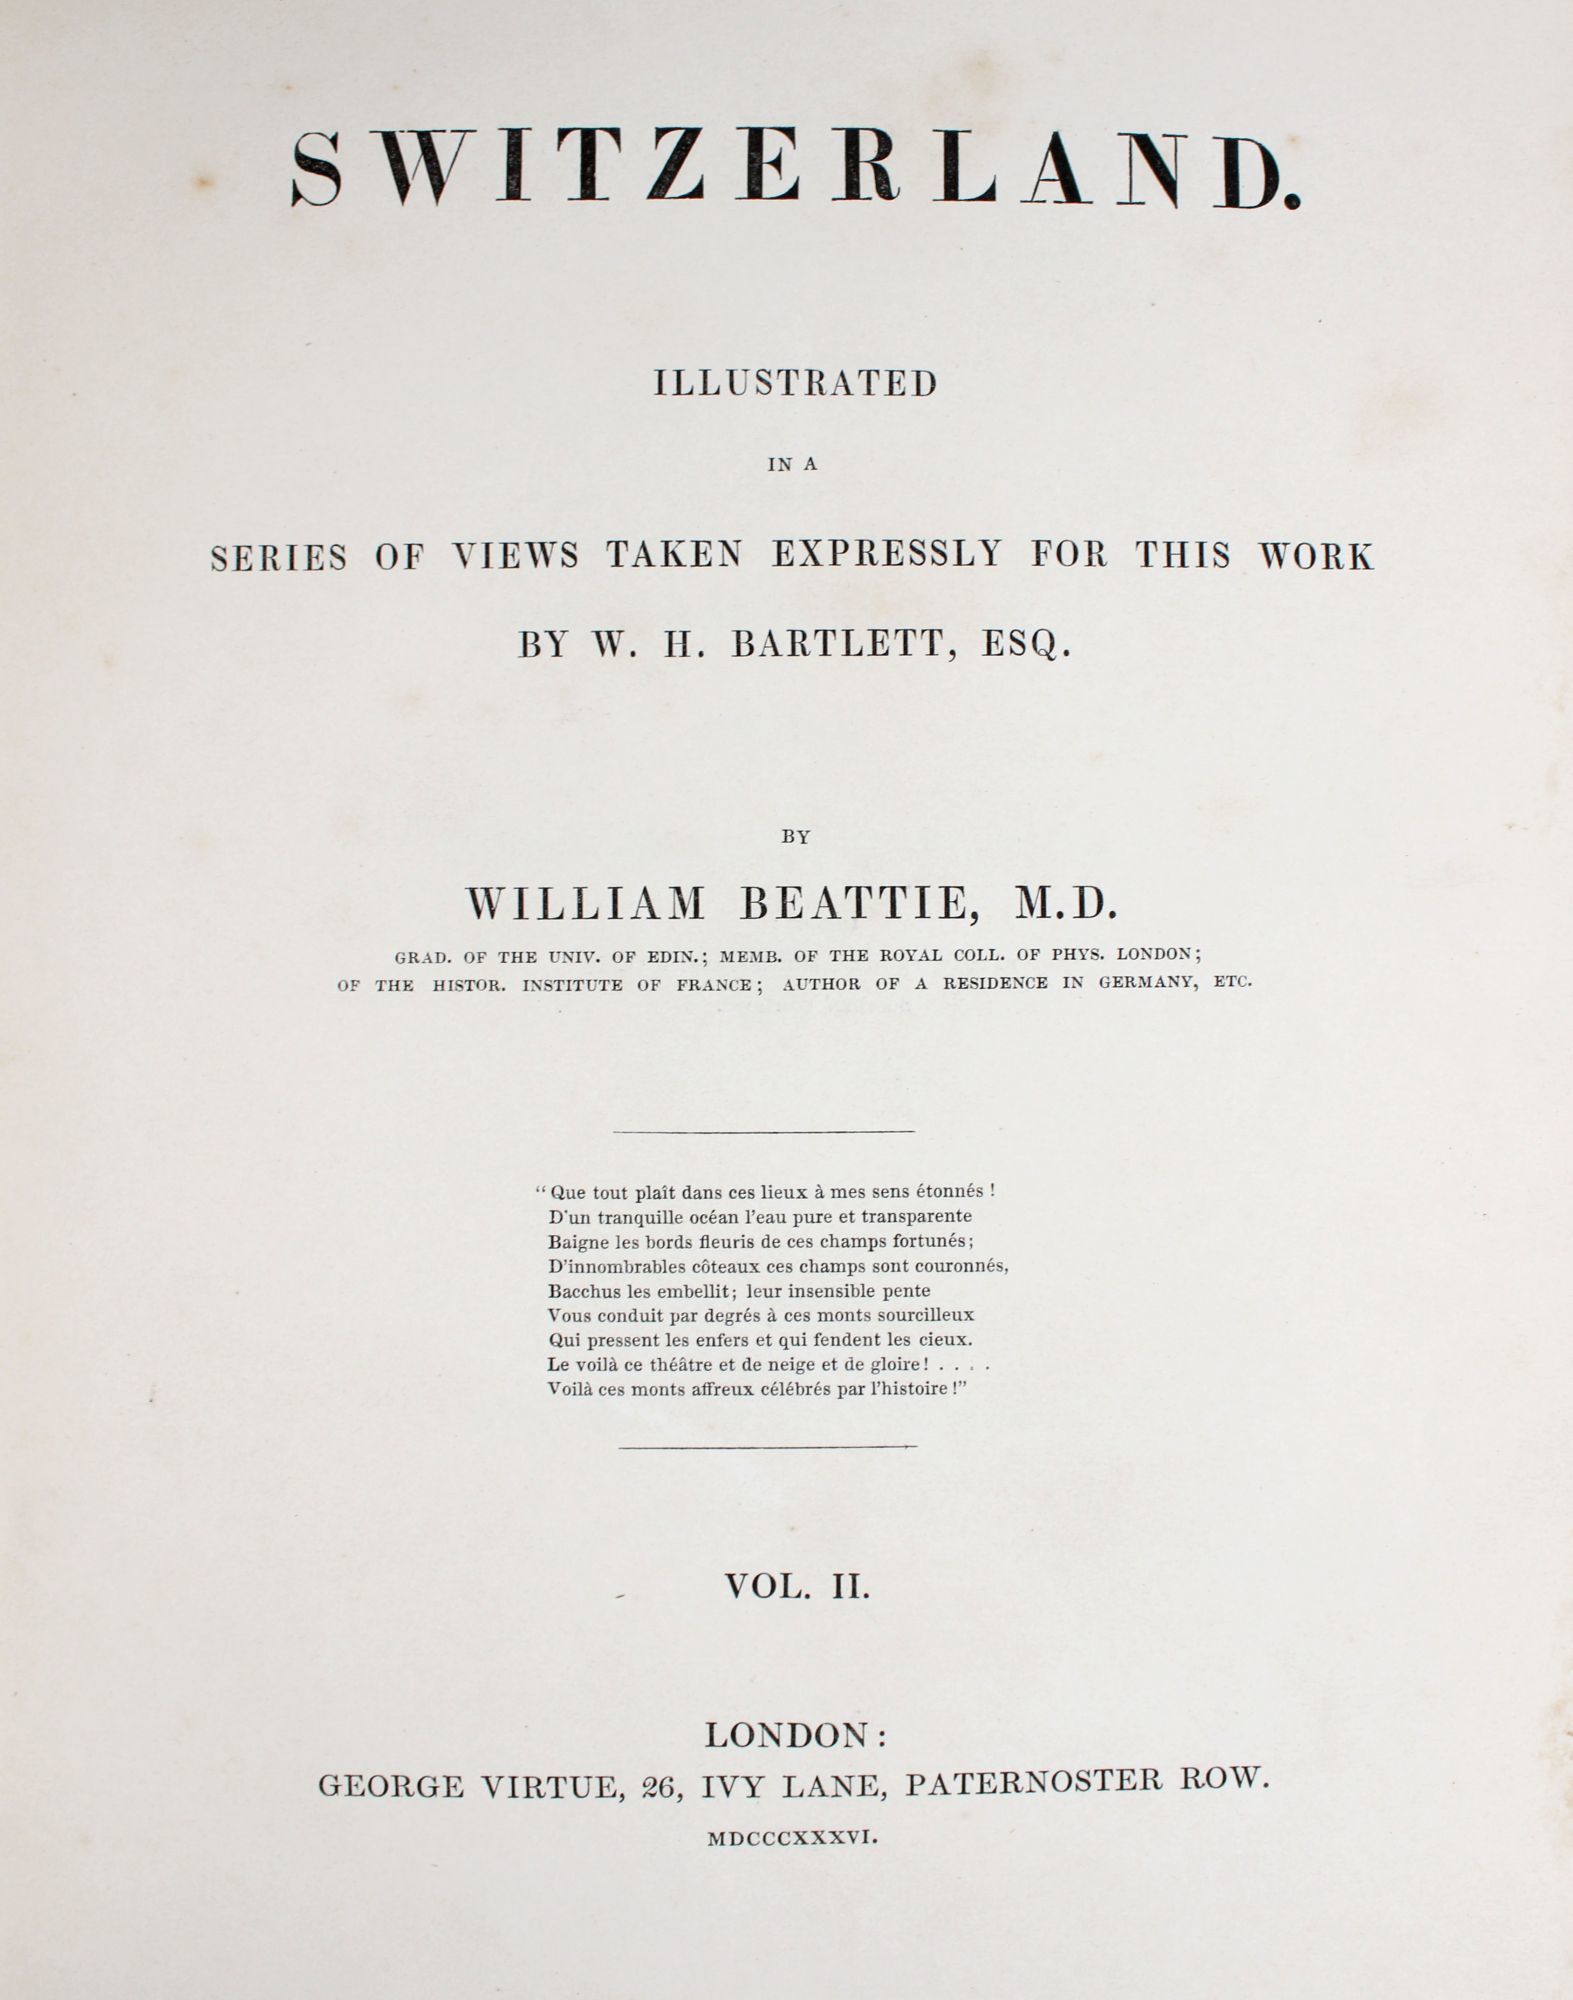 SWITZERLAND.
ILLUSTRATED
IN A
SERIES OF VIEWS TAKEN EXPRESSLY FOR THIS WORK
BY W. H. BARTLETT, ESQ.
BY
WILLIAM BEATTIE, M.D.
GRAD. OF THE UNIV. OF EDIN.; MEMB. OF THE ROYAL COLL. OF PHYS. LONDON;
OF THE HISTOR. INSTITUTE OF FRANCE; AUTHOR OF A RESIDENCE IN GERMANY, ETC.
“Que tout plaît dans ces lieux à mes sens étonnés !
D'un tranquille océan l'eau pure et transparente
Baigne les bords fleuris de ces champs fortunés;
D'innombrables côteaux ces champs sont couronnés,
Bacchus les embellit; leur insensible pente
Vous conduit par degrés à ces monts sourcilleux
Qui pressent les enfers et qui fendent les cieux.
Le voilà ce théâtre et de neige et de gloire! . . . .
Voilà ces monts affreux célébrés par l'histoire !”
VOL. II.
LONDON:
GEORGE VIRTUE, 26, IVY LANE, PATERNOSTER ROW.
MDCCCXXXVI.